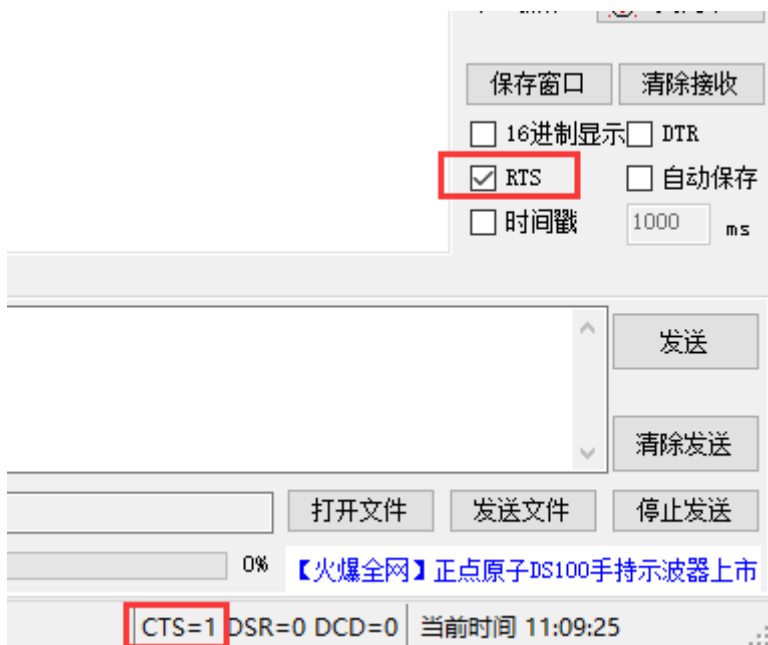 保存窗口 清除接收
16进制显示 DTR
RTS 自动保存
时间戳 1000 ms
发送
清除发送
打开文件 发送文件 停止发送
0% 【火爆全网】正点原子DS100手持示波器上市
CTS=1 DSR=0 DCD=0 当前时间 11:09:25